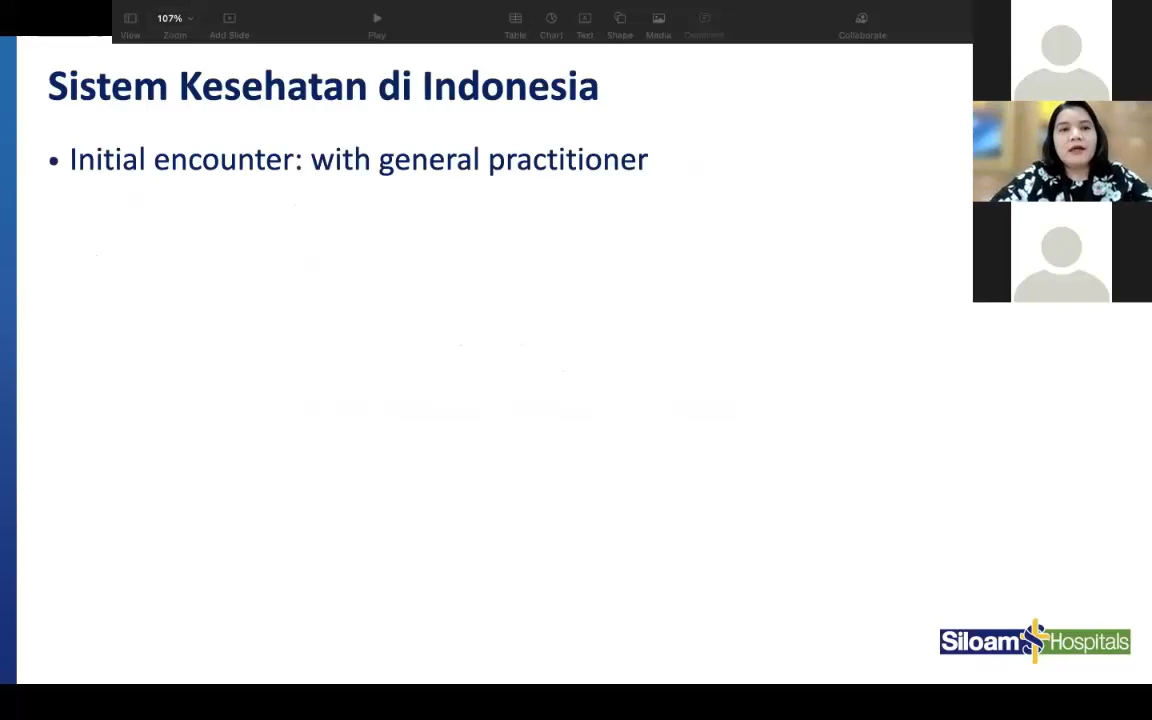 107%
View
Zoom
Add Slide
Play
Table
Chart
Text
Shape
Media
Comment
Collaborate
Sistem Kesehatan di Indonesia
• Initial encounter: with general practitioner
Siloam Hospitals